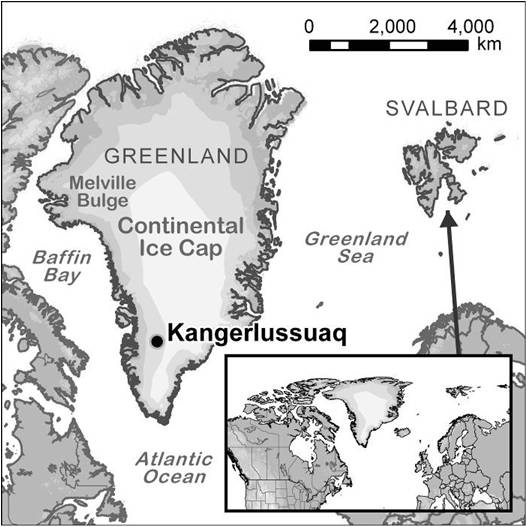 0 2,000 4,000
km
SVALBARD
GREENLAND
Melville
Bulge
Continental
Ice Cap
Greenland
Sea
Baffin
Bay
Kangerlussuaq
Atlantic
Ocean